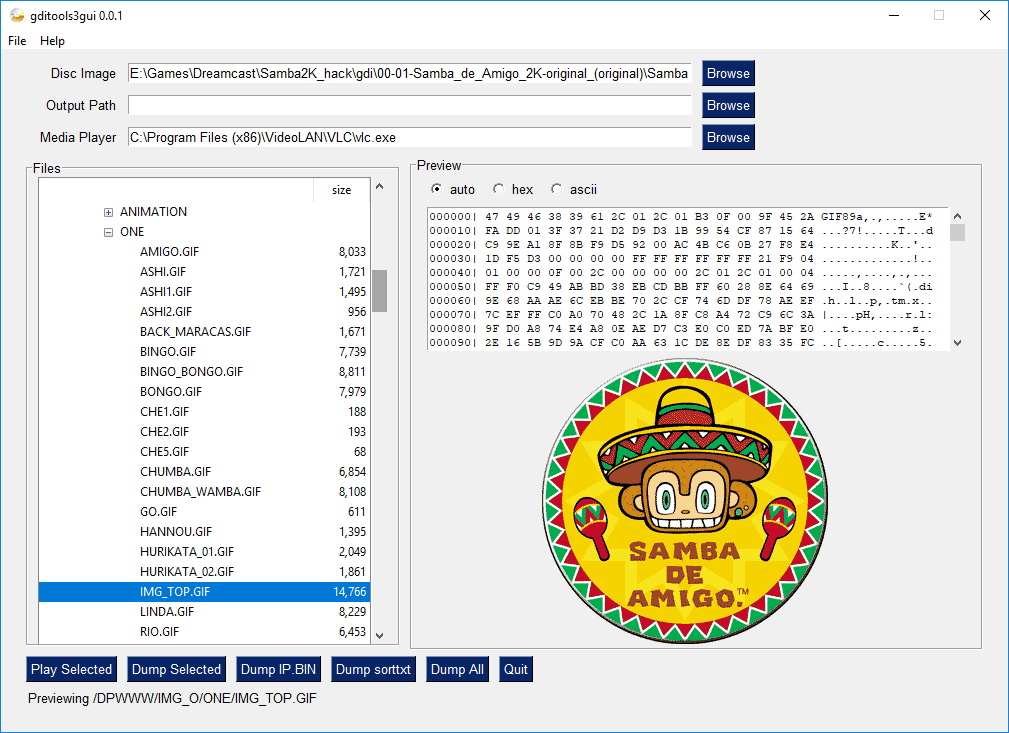 gditools3gui 0.0.1
File Help
Disc Image E:\Games\Dreamcast\Samba2K_hack\gdi\00-01-Samba_de_Amigo_2K-original_(original)\Samba Browse
Output Path Browse
Media Player C:\Program Files (x86)\VideoLAN\VLC\vlc.exe Browse
Files
size
ANIMATION
ONE
AMIGO.GIF 8,033
ASHI.GIF 1,721
ASHI1.GIF 1,495
ASHI2.GIF 956
BACK_MARACAS.GIF 1,671
BINGO.GIF 7,739
BINGO_BONGO.GIF 8,811
BONGO.GIF 7,979
CHE1.GIF 188
CHE2.GIF 193
CHE5.GIF 68
CHUMBA.GIF 6,854
CHUMBA_WAMBA.GIF 8,108
GO.GIF 611
HANNOU.GIF 1,395
HURIKATA_01.GIF 2,049
HURIKATA_02.GIF 1,861
IMG_TOP.GIF 14,766
LINDA.GIF 8,229
RIO.GIF 6,453
Preview
auto hex ascii
000000| 47 49 46 38 39 61 2C 01 2C 01 B3 0F 00 9F 45 2A GIF89a,.,.....E*
000010| FA DD 01 3F 37 21 D2 D9 D3 1B 99 54 CF 87 15 64 ...?7!.....T...d
000020| C9 9E A1 8F 8B F9 D5 92 00 AC 4B C6 0B 27 F8 E4 ..........K..'..
000030| 1D F5 D3 00 00 00 00 FF FF FF FF FF FF 21 F9 04 .............!..
000040| 01 00 00 0F 00 2C 00 00 00 00 2C 01 2C 01 00 04 .....,....,.,...
000050| FF F0 C9 49 AB BD 38 EB CD BB FF 60 28 8E 64 69 ...I..8....`(.di
000060| 9E 68 AA AE 6C EB BE 70 2C CF 74 6D DF 78 AE EF .h..l..p,.tm.x..
000070| 7C EF FF C0 A0 70 48 2C 1A 8F C8 A4 72 C9 6C 3A |....pH,....r.l:
000080| 9F D0 A8 74 E4 A8 0E AE D7 C3 E0 C0 ED 7A BF E0 ...t.........z..
000090| 2E 16 5B 9D 9A CF C0 AA 63 1C DE 8E DF 83 35 FC ..[.....c.....5.
SAMBA
DE
AMIGO.™
Play Selected Dump Selected Dump IP.BIN Dump sorttxt Dump All Quit
Previewing /DPWWW/IMG_O/ONE/IMG_TOP.GIF